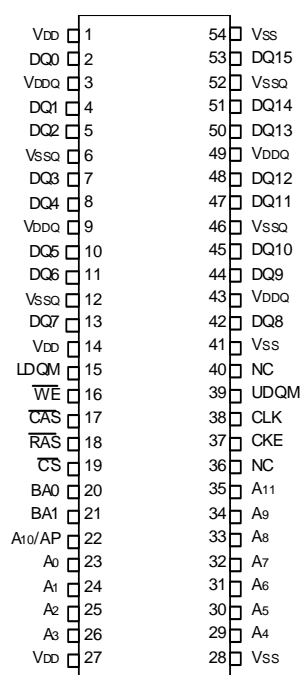 VDD 1 54 VSS
DQ0 2 53 DQ15
VDDQ 3 52 VSSQ
DQ1 4 51 DQ14
DQ2 5 50 DQ13
VSSQ 6 49 VDDQ
DQ3 7 48 DQ12
DQ4 8 47 DQ11
VDDQ 9 46 VSSQ
DQ5 10 45 DQ10
DQ6 11 44 DQ9
VSSQ 12 43 VDDQ
DQ7 13 42 DQ8
VDD 14 41 VSS
LDQM 15 40 NC
W̅E̅ 16 39 UDQM
C̅A̅S̅ 17 38 CLK
R̅A̅S̅ 18 37 CKE
C̅S̅ 19 36 NC
BA0 20 35 A11
BA1 21 34 A9
A10/AP 22 33 A8
A0 23 32 A7
A1 24 31 A6
A2 25 30 A5
A3 26 29 A4
VDD 27 28 VSS